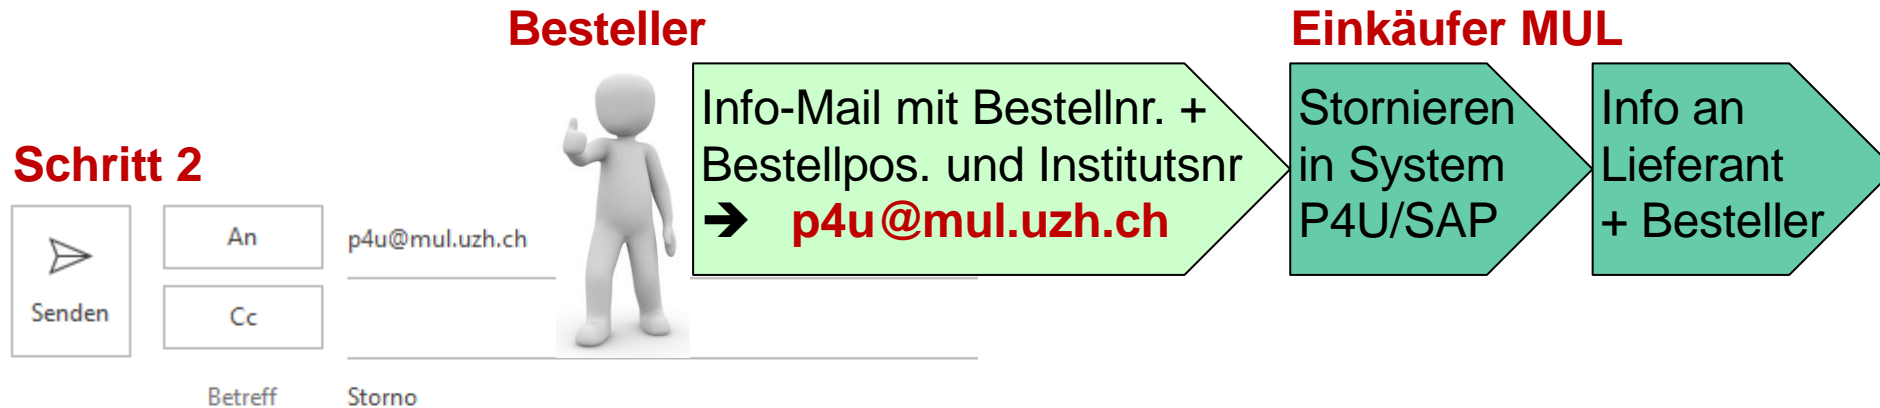 Besteller
Einkäufer MUL
Info-Mail mit Bestellnr. +
Bestellpos. und Institutsnr
➔ p4u@mul.uzh.ch
Stornieren
in System
P4U/SAP
Info an
Lieferant
+ Besteller
Schritt 2
Senden
An
p4u@mul.uzh.ch
Cc
Betreff
Storno